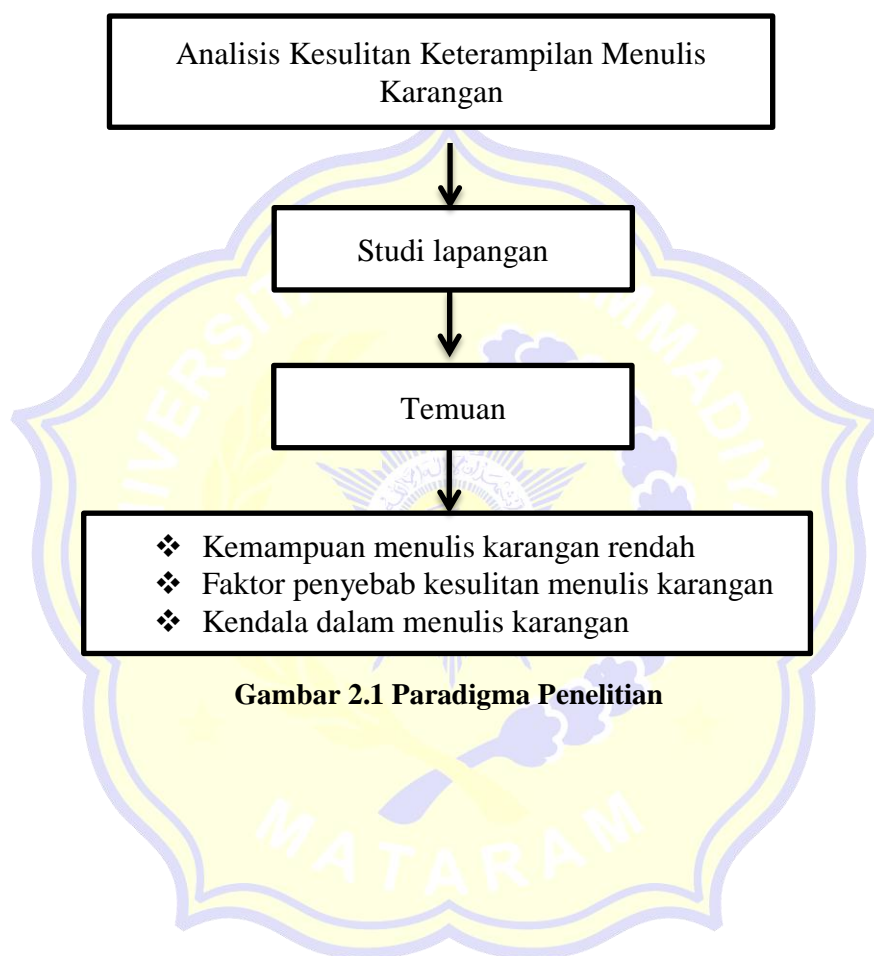 Analisis Kesulitan Keterampilan Menulis
Karangan
Studi lapangan
Temuan
❖ Kemampuan menulis karangan rendah
❖ Faktor penyebab kesulitan menulis karangan
❖ Kendala dalam menulis karangan
Gambar 2.1 Paradigma Penelitian
MATARAM